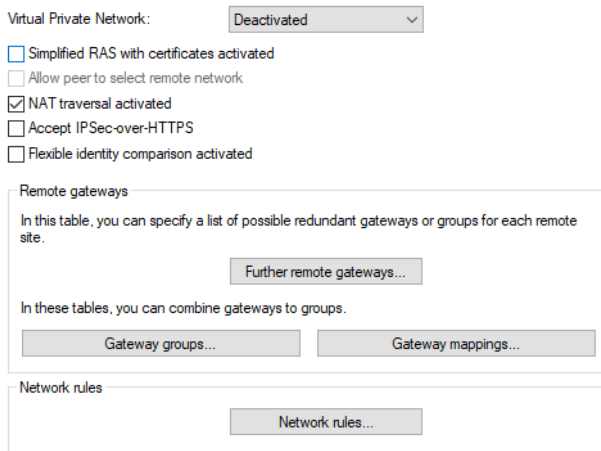 Virtual Private Network: Deactivated
Simplified RAS with certificates activated
Allow peer to select remote network
NAT traversal activated
Accept IPSec-over-HTTPS
Flexible identity comparison activated
Remote gateways
In this table, you can specify a list of possible redundant gateways or groups for each remote
site.
Further remote gateways...
In these tables, you can combine gateways to groups.
Gateway groups... Gateway mappings...
Network rules
Network rules...